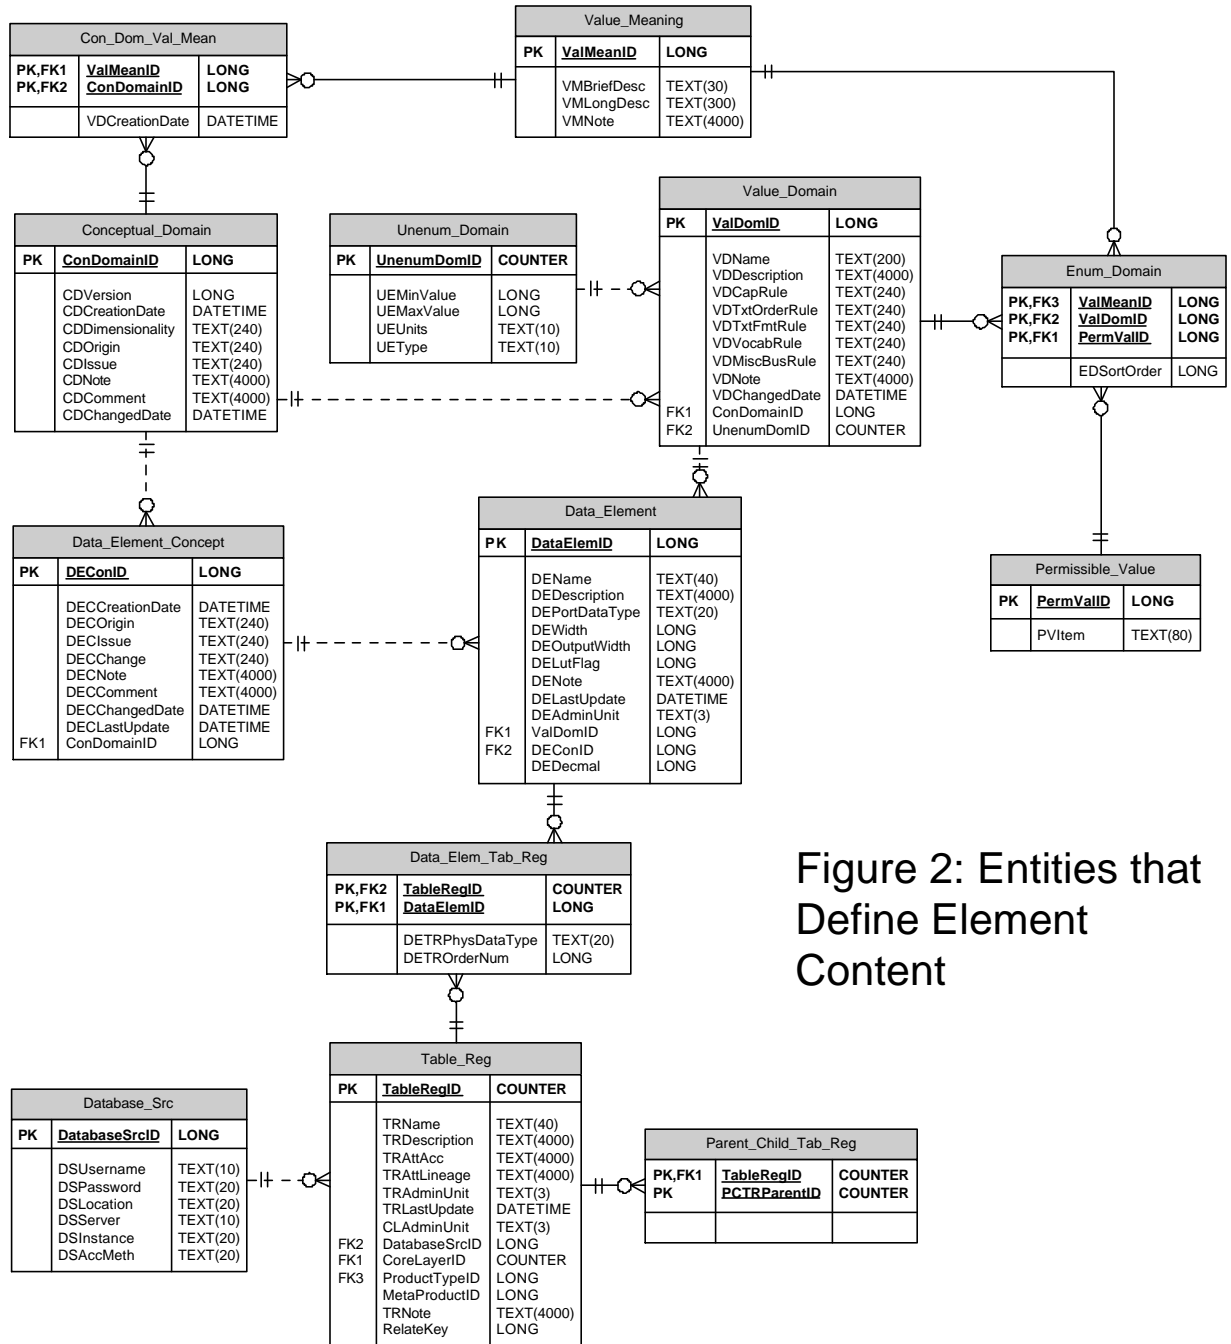 Con_Dom_Val_Mean
PK,FK1 ValMeanID LONG
PK,FK2 ConDomainID LONG
VDCreationDate DATETIME
Value_Meaning
PK ValMeanID LONG
VMBriefDesc TEXT(30)
VMLongDesc TEXT(300)
VMNote TEXT(4000)
Conceptual_Domain
PK ConDomainID LONG
CDVersion LONG
CDCreationDate DATETIME
CDDimensionality TEXT(240)
CDOrigin TEXT(240)
CDIssue TEXT(240)
CDNote TEXT(4000)
CDComment TEXT(4000)
CDChangedDate DATETIME
Unenum_Domain
PK UnenumDomID COUNTER
UEMinValue LONG
UEMaxValue LONG
UEUnits TEXT(10)
UEType TEXT(10)
Value_Domain
PK ValDomID LONG
VDName TEXT(200)
VDDescription TEXT(4000)
VDCapRule TEXT(240)
VDTxtOrderRule TEXT(240)
VDTxtFmtRule TEXT(240)
VDVocabRule TEXT(240)
VDMiscBusRule TEXT(240)
VDNote TEXT(4000)
VDChangedDate DATETIME
FK1 ConDomainID LONG
FK2 UnenumDomID COUNTER
Enum_Domain
PK,FK3 ValMeanID LONG
PK,FK2 ValDomID LONG
PK,FK1 PermValID LONG
EDSortOrder LONG
Data_Element_Concept
PK DEConID LONG
DECCreationDate DATETIME
DECOrigin TEXT(240)
DECIssue TEXT(240)
DECChange TEXT(240)
DECNote TEXT(4000)
DECComment TEXT(4000)
DECChangedDate DATETIME
DECLastUpdate DATETIME
FK1 ConDomainID LONG
Data_Element
PK DataElemID LONG
DEName TEXT(40)
DEDescription TEXT(4000)
DEPortDataType TEXT(20)
DEWidth LONG
DEOutputWidth LONG
DELutFlag LONG
DENote TEXT(4000)
DELastUpdate DATETIME
DEAdminUnit TEXT(3)
FK1 ValDomID LONG
FK2 DEConID LONG
DEDecmal LONG
Permissible_Value
PK PermValID LONG
PVItem TEXT(80)
Data_Elem_Tab_Reg
PK,FK2 TableRegID COUNTER
PK,FK1 DataElemID LONG
DETRPhysDataType TEXT(20)
DETROrderNum LONG
Figure 2: Entities that
Define Element
Content
Table_Reg
PK TableRegID COUNTER
TRName TEXT(40)
TRDescription TEXT(4000)
TRAttAcc TEXT(4000)
TRAttLineage TEXT(4000)
TRAdminUnit TEXT(3)
TRLastUpdate DATETIME
CLAdminUnit TEXT(3)
FK2 DatabaseSrcID LONG
FK1 CoreLayerID COUNTER
FK3 ProductTypeID LONG
MetaProductID LONG
TRNote TEXT(4000)
RelateKey LONG
Database_Src
PK DatabaseSrcID LONG
DSUsername TEXT(10)
DSPassword TEXT(20)
DSLocation TEXT(20)
DSServer TEXT(10)
DSInstance TEXT(20)
DSAccMeth TEXT(20)
Parent_Child_Tab_Reg
PK,FK1 TableRegID COUNTER
PK PCTRParentID COUNTER